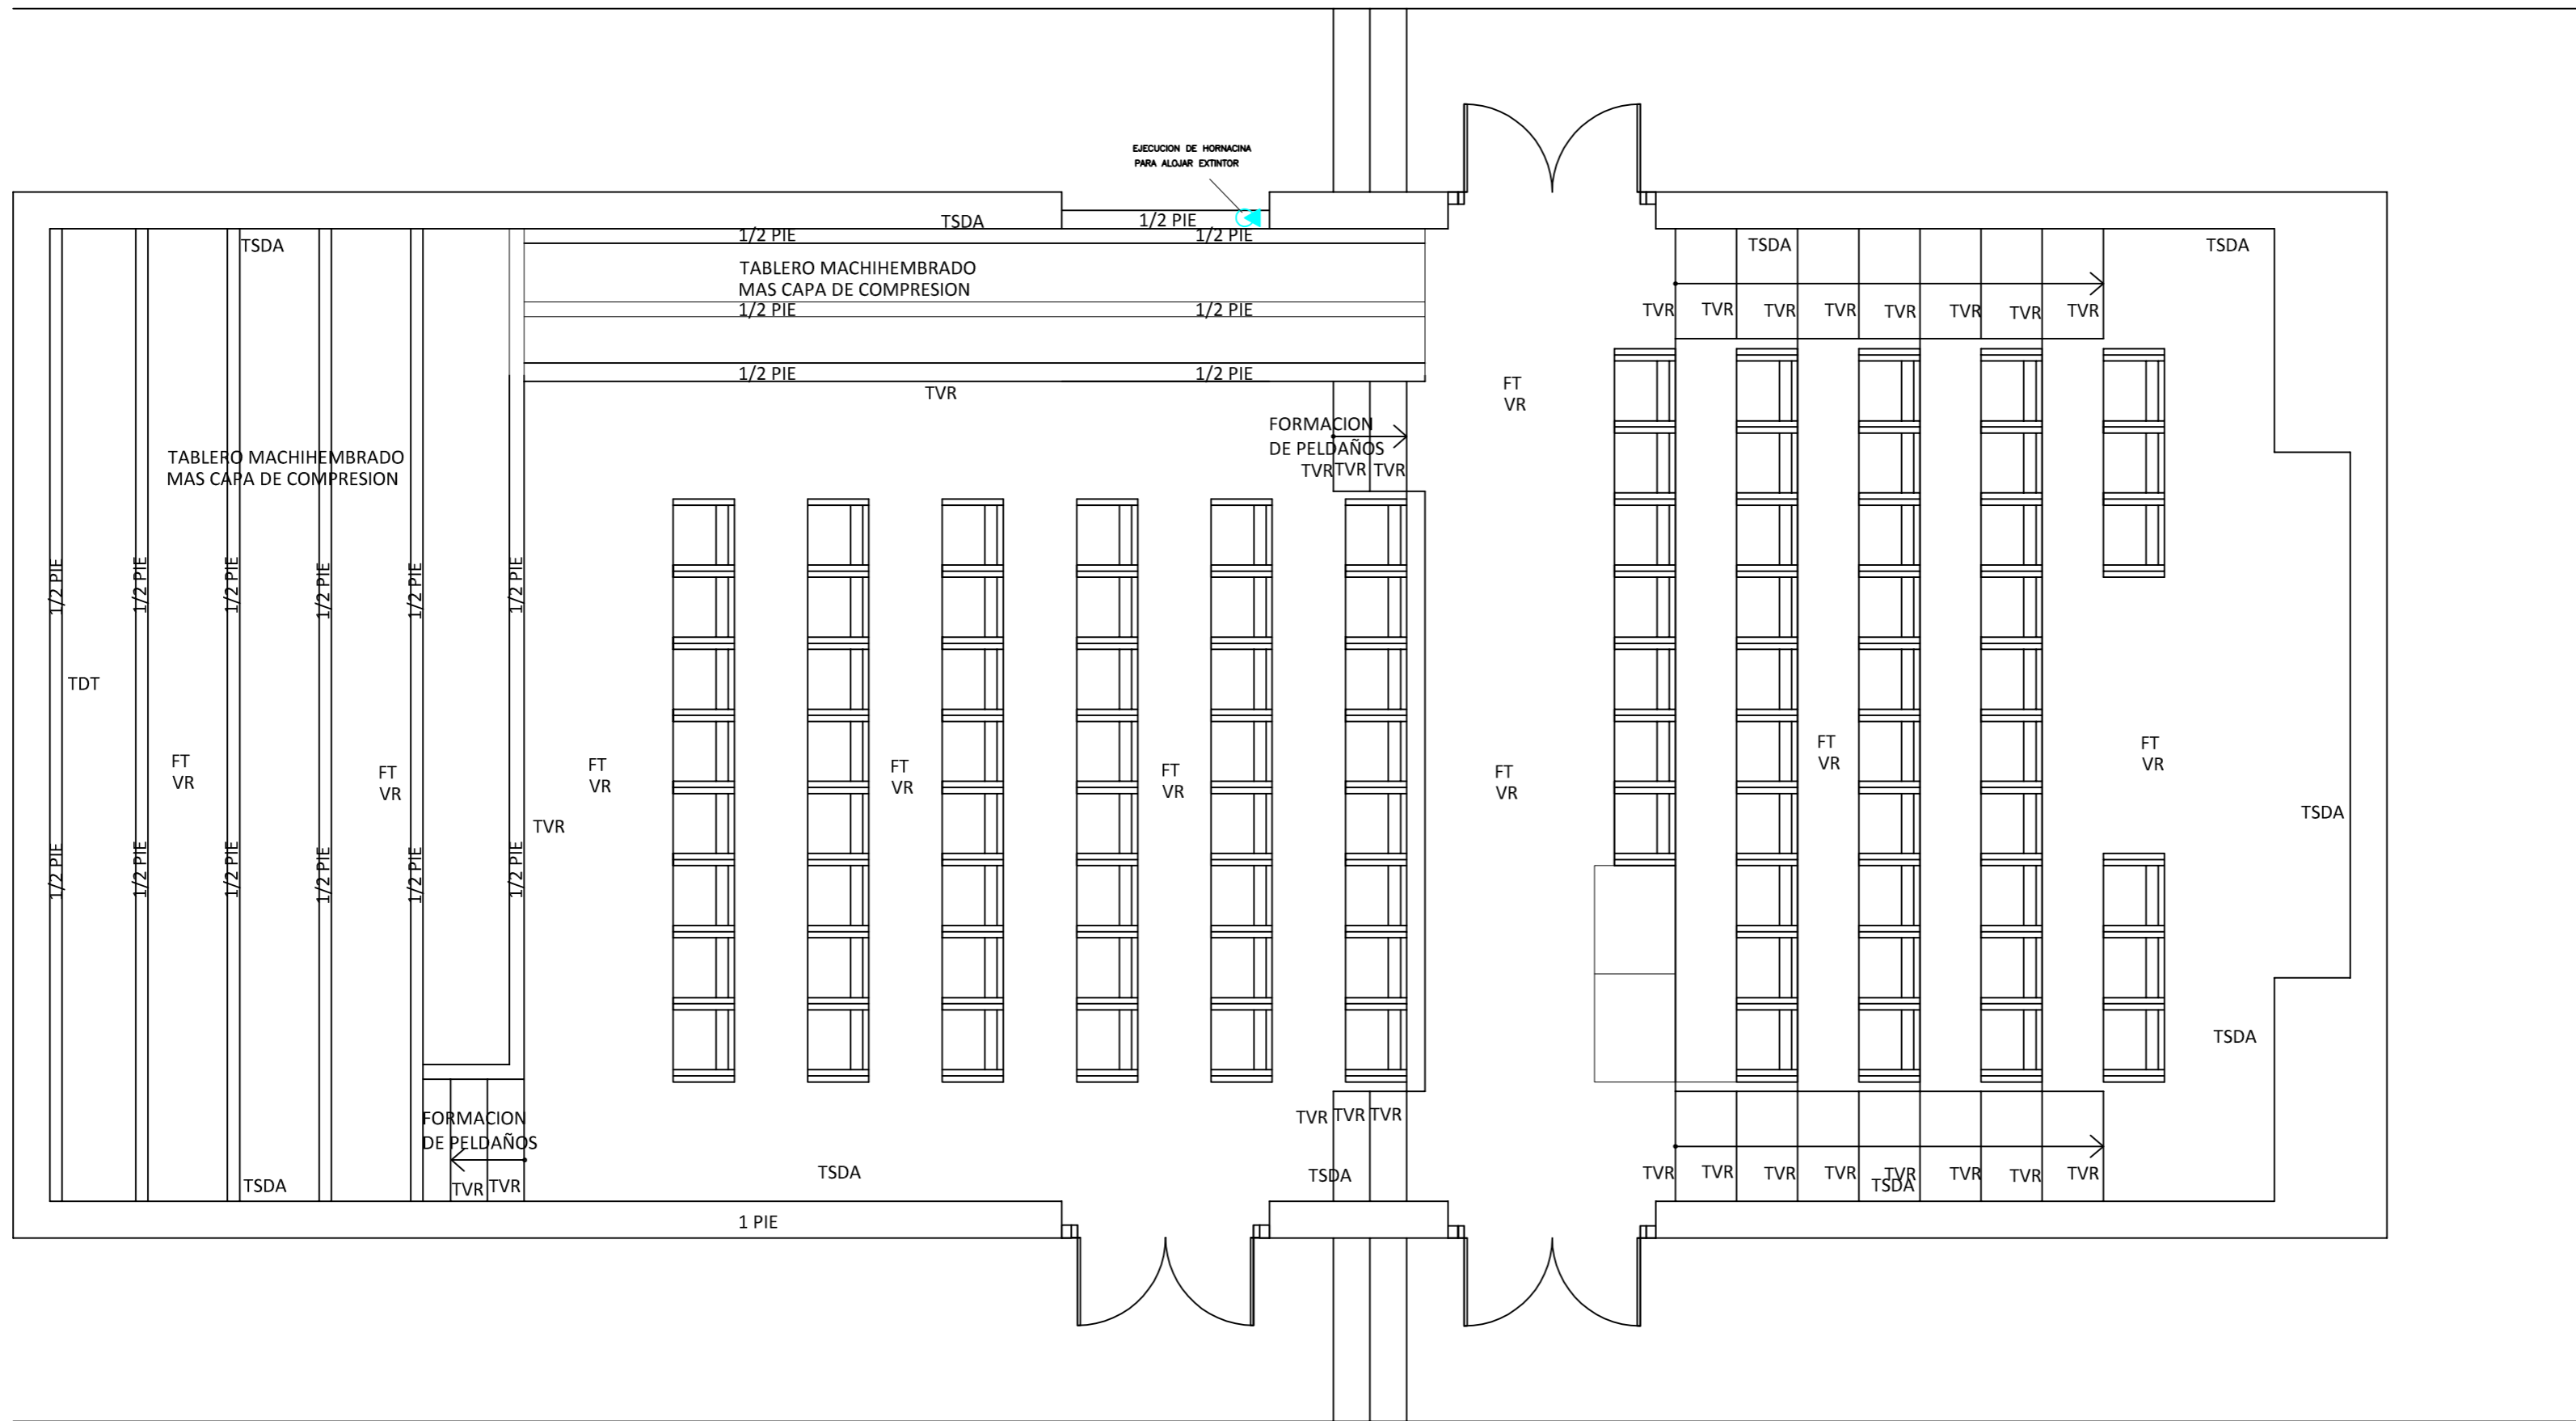 EJECUCION DE HORNACINA
PARA ALOJAR EXTINTOR
TSDA
1/2 PIE
1/2 PIE
1/2 PIE
TSDA
TSDA
TSDA
TABLERO MACHIHEMBRADO
MAS CAPA DE COMPRESION
1/2 PIE
1/2 PIE
TVR
TVR
TVR
TVR
TVR
TVR
TVR
TVR
1/2 PIE
1/2 PIE
TVR
FT
VR
FORMACION
DE PELDAÑOS
TVR
TVR
TVR
TABLERO MACHIHEMBRADO
MAS CAPA DE COMPRESION
1/2 PIE
1/2 PIE
1/2 PIE
1/2 PIE
1/2 PIE
1/2 PIE
TDT
FT
VR
FT
VR
FT
VR
FT
VR
FT
VR
FT
VR
FT
VR
FT
VR
TVR
TSDA
1/2 PIE
1/2 PIE
1/2 PIE
1/2 PIE
1/2 PIE
1/2 PIE
TSDA
FORMACION
DE PELDAÑOS
TVR
TVR
TVR
TVR
TVR
TSDA
TSDA
TSDA
TVR
TVR
TVR
TVR
TVR
TVR
TVR
TVR
TSDA
1 PIE